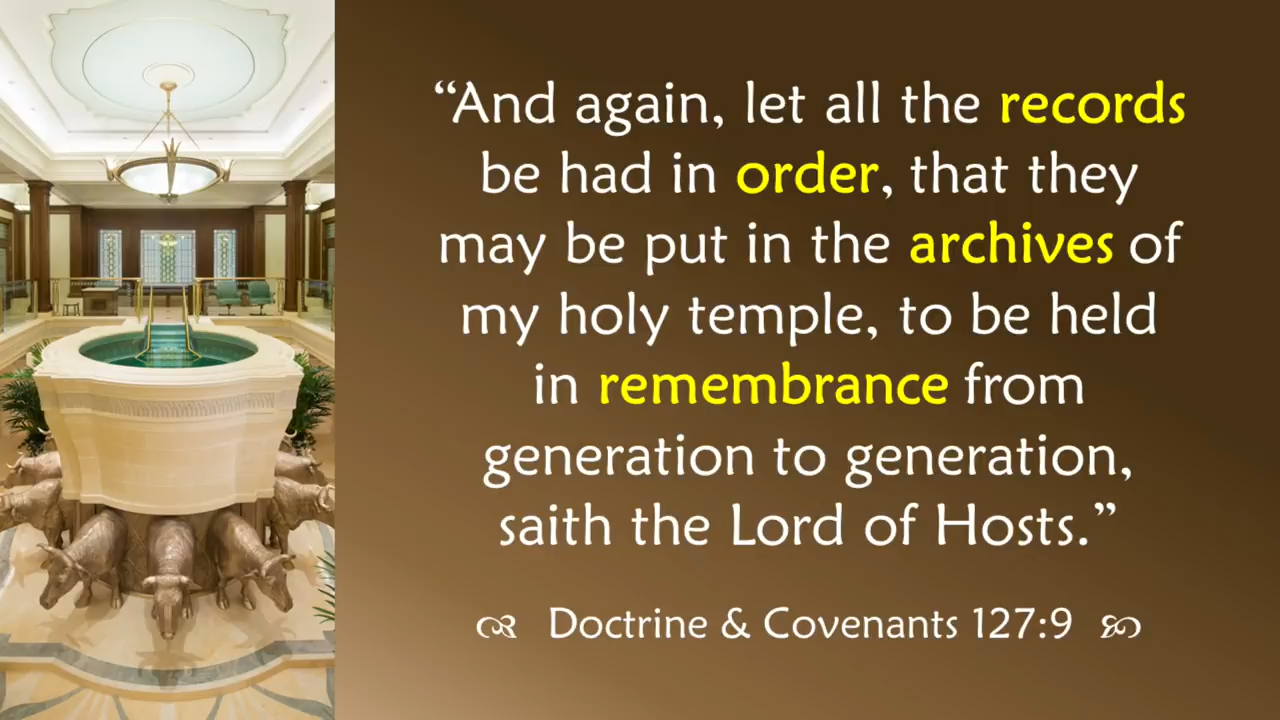 “And again, let all the records
be had in order, that they
may be put in the archives of
my holy temple, to be held
in remembrance from
generation to generation,
saith the Lord of Hosts.”
Doctrine & Covenants 127:9